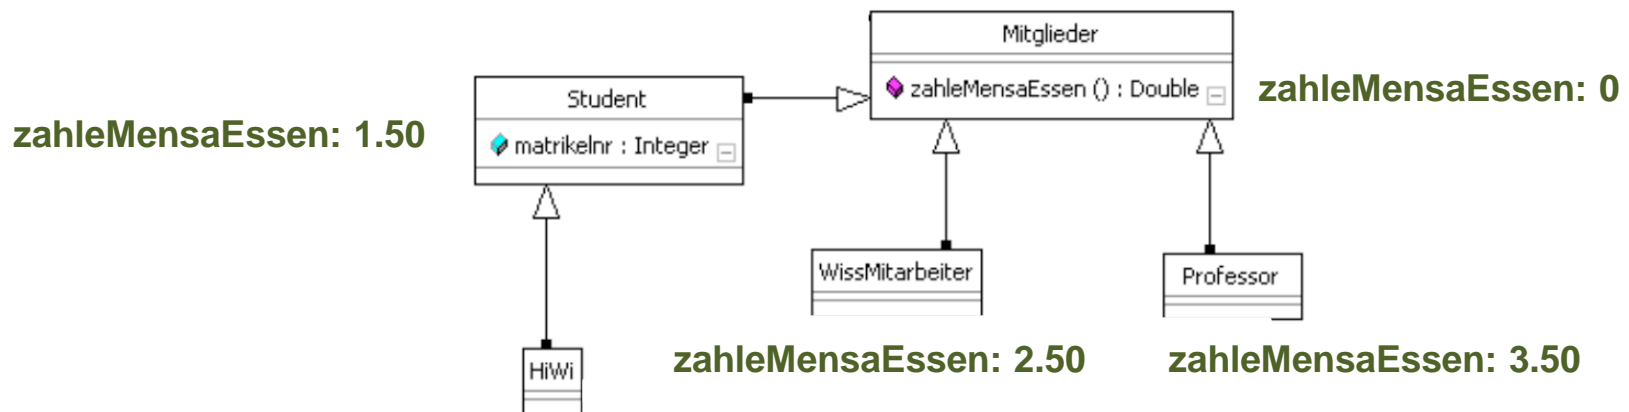 Mitglieder
zahleMensaEssen () : Double
zahleMensaEssen: 0
Student
matrikelnr : Integer
zahleMensaEssen: 1.50
WissMitarbeiter
Professor
zahleMensaEssen: 2.50
zahleMensaEssen: 3.50
HiWi